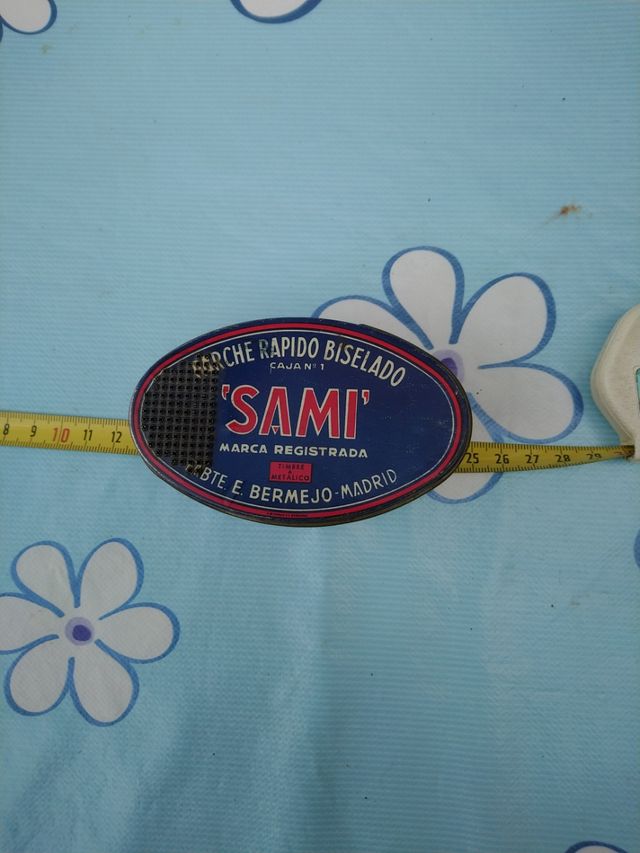 PARCHE RAPIDO BISELADO
CAJA Nº 1
'SAMI'
MARCA REGISTRADA
TIMBRE
A
METÁLICO
FBTE. E. BERMEJO-MADRID
8 9 10 11 12
25 26 27 28 29